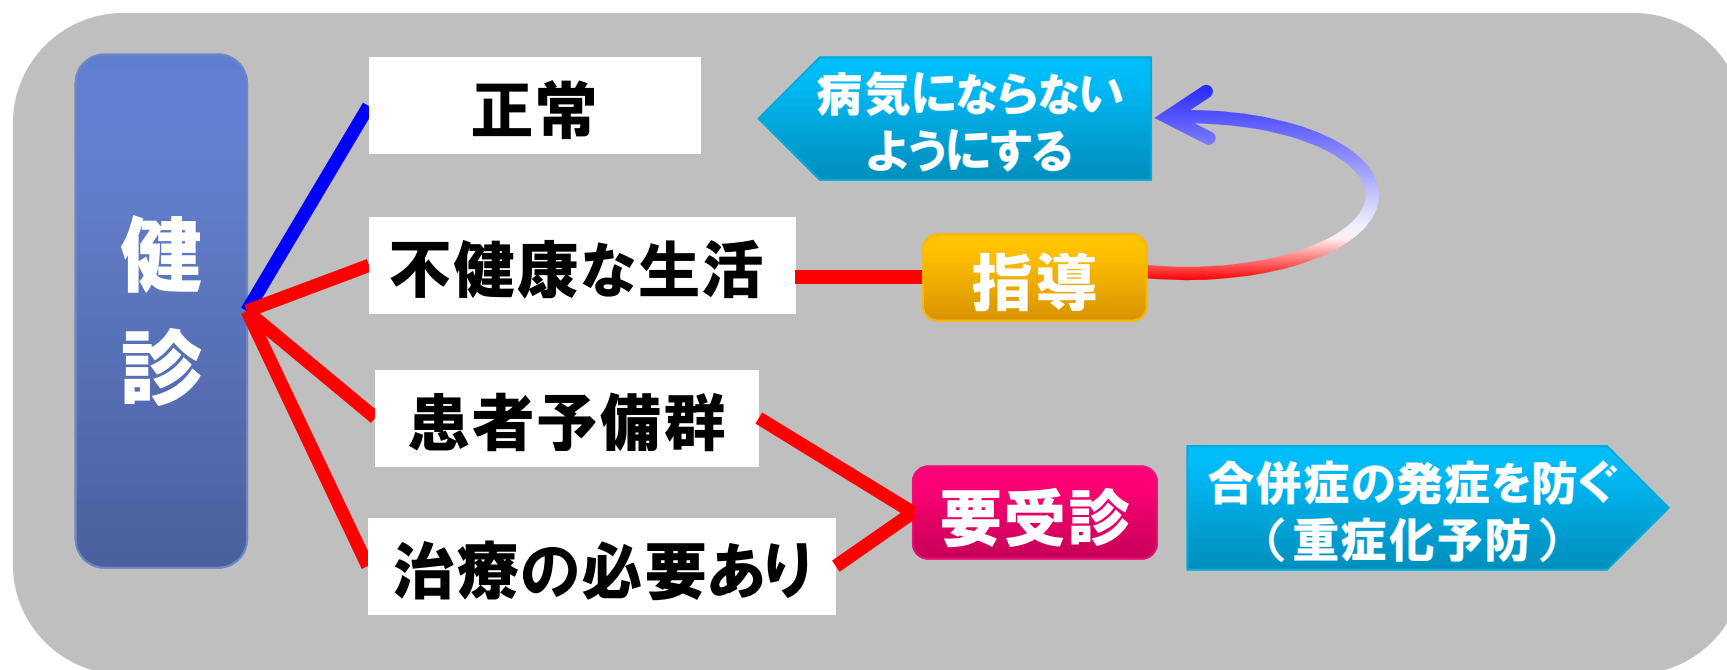 健
診
正常
病気にならない
ようにする
不健康な生活
指導
患者予備群
要受診
合併症の発症を防ぐ
（重症化予防）
治療の必要あり